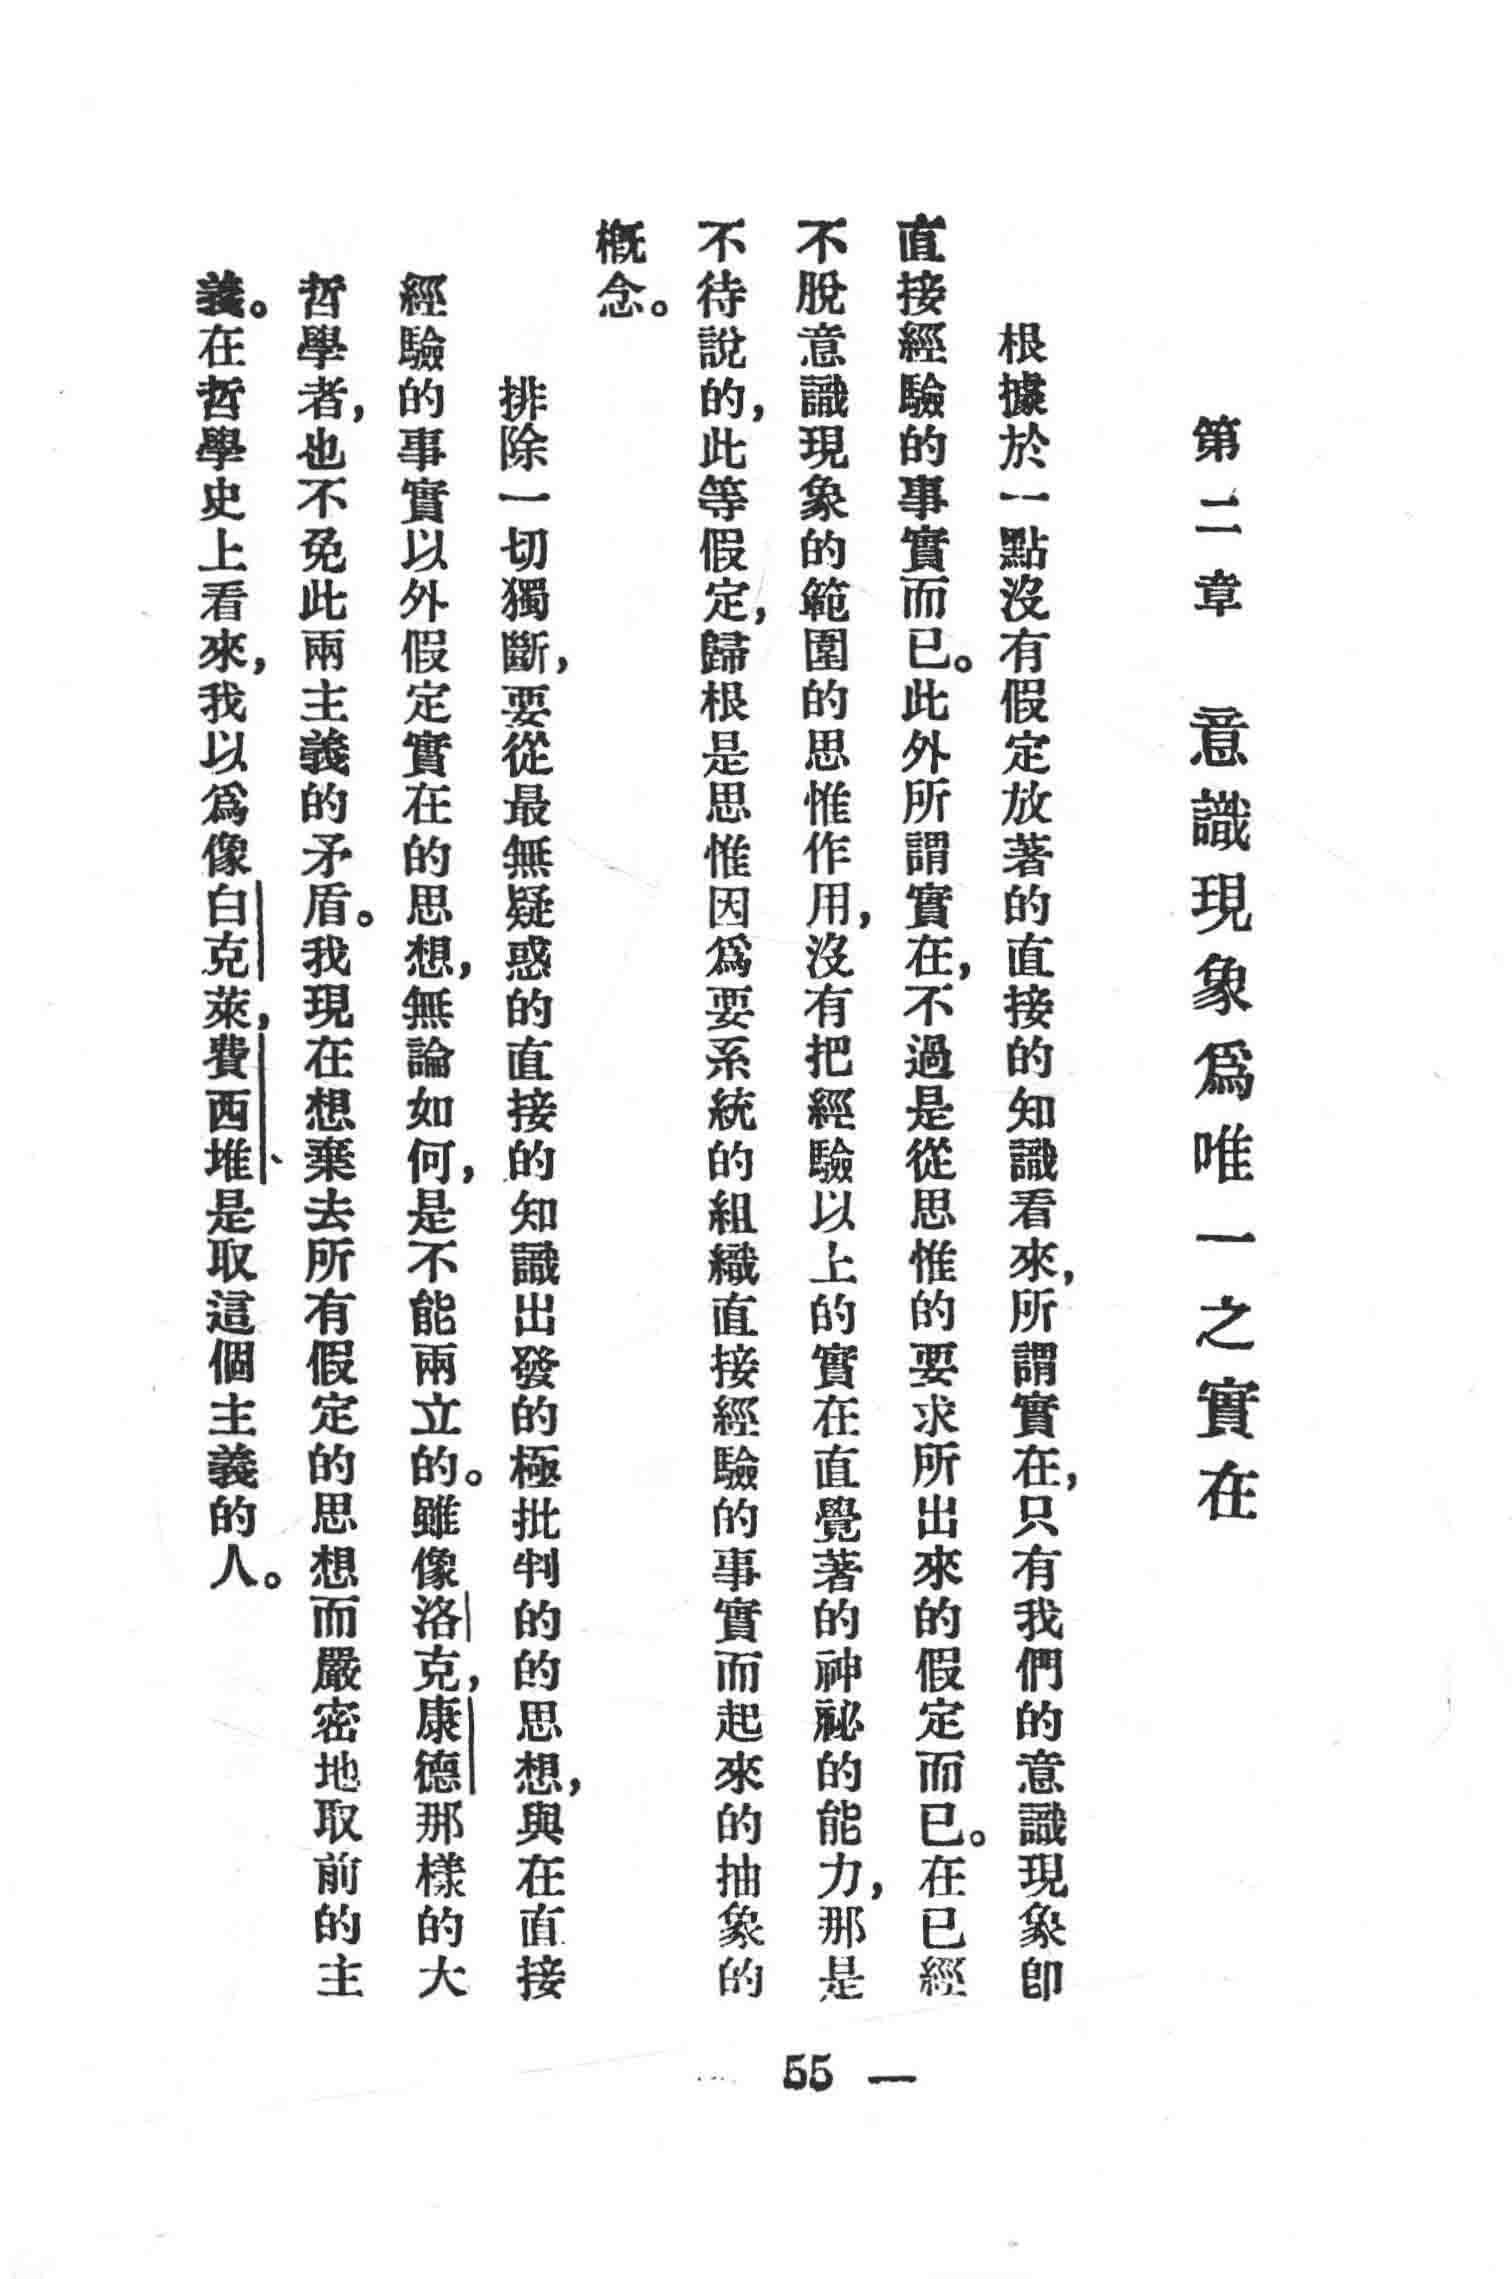 第二章　意識現象爲唯一之實在
根據於一點沒有假定放著的直接的知識看來，所謂實在，只有我們的意識現象卽
直接經驗的事實而已。此外所謂實在，不過是從思惟的要求所出來的假定而已。在已經
不脫意識現象的範圍的思惟作用，沒有把經驗以上的實在直覺著的神祕的能力，那是
不待說的，此等假定，歸根是思惟因爲要系統的組織直接經驗的事實而起來的抽象的
槪念。
排除一切獨斷，要從最無疑惑的直接的知識出發的極批判的的思想，與在直接
經驗的事實以外假定實在的思想，無論如何，是不能兩立的。雖像洛克，康德那樣的大
哲學者，也不免此兩主義的矛盾。我現在想棄去所有假定的思想而嚴密地取前的主
義。在哲學史上看來，我以爲像白克萊，費西堆、是取這個主義的人。
55 —